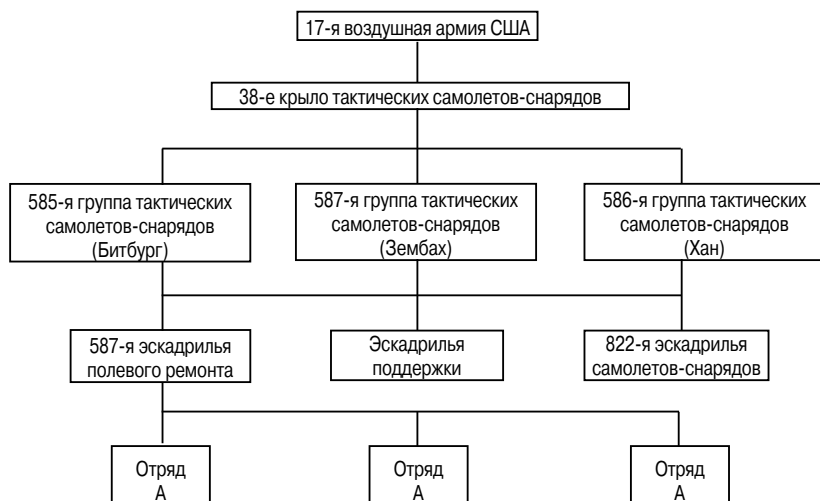 17-я воздушная армия США
38-е крыло тактических самолетов-снарядов
585-я группа тактических
самолетов-снарядов
(Битбург)
587-я группа тактических
самолетов-снарядов
(Зембах)
586-я группа тактических
самолетов-снарядов
(Хан)
587-я эскадрилья
полевого ремонта
Эскадрилья
поддержки
822-я эскадрилья
самолетов-снарядов
Отряд
А
Отряд
А
Отряд
А